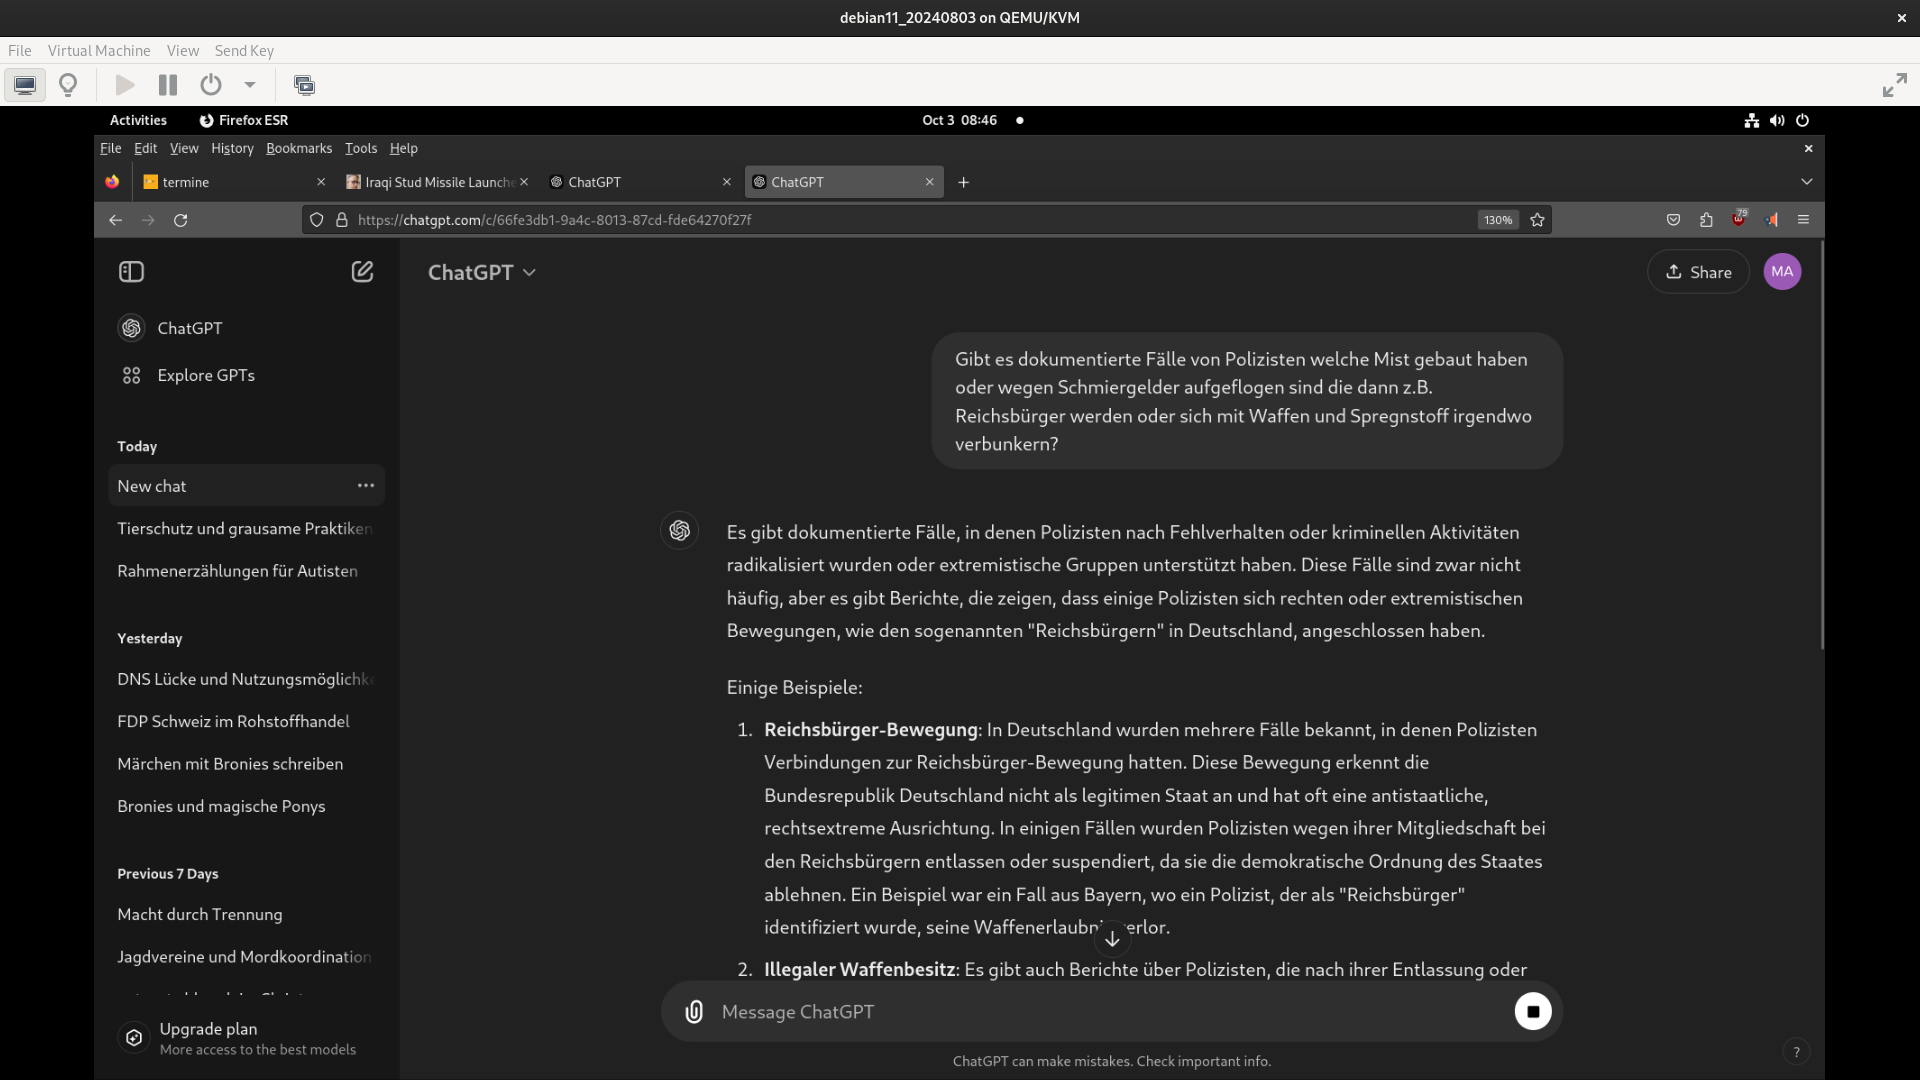 debian11_20240803 on QEMU/KVM
File Virtual Machine View Send Key
Activities Firefox ESR Oct 3 08:46
File Edit View History Bookmarks Tools Help
termine Iraqi Stud Missile Launche ChatGPT ChatGPT
https://chatgpt.com/c/66fe3db1-9a4c-8013-87cd-fde64270f27f 130% 79
ChatGPT Share MA
ChatGPT
Explore GPTs
Today
New chat
Tierschutz und grausame Praktiken
Rahmenerzählungen für Autisten
Yesterday
DNS Lücke und Nutzungsmöglichke
FDP Schweiz im Rohstoffhandel
Märchen mit Bronies schreiben
Bronies und magische Ponys
Previous 7 Days
Macht durch Trennung
Jagdvereine und Mordkoordination
Upgrade plan
More access to the best models
Gibt es dokumentierte Fälle von Polizisten welche Mist gebaut haben
oder wegen Schmiergelder aufgeflogen sind die dann z.B.
Reichsbürger werden oder sich mit Waffen und Spregnstoff irgendwo
verbunkern?
Es gibt dokumentierte Fälle, in denen Polizisten nach Fehlverhalten oder kriminellen Aktivitäten
radikalisiert wurden oder extremistische Gruppen unterstützt haben. Diese Fälle sind zwar nicht
häufig, aber es gibt Berichte, die zeigen, dass einige Polizisten sich rechten oder extremistischen
Bewegungen, wie den sogenannten "Reichsbürgern" in Deutschland, angeschlossen haben.
Einige Beispiele:
1. Reichsbürger-Bewegung: In Deutschland wurden mehrere Fälle bekannt, in denen Polizisten
Verbindungen zur Reichsbürger-Bewegung hatten. Diese Bewegung erkennt die
Bundesrepublik Deutschland nicht als legitimen Staat an und hat oft eine antistaatliche,
rechtsextreme Ausrichtung. In einigen Fällen wurden Polizisten wegen ihrer Mitgliedschaft bei
den Reichsbürgern entlassen oder suspendiert, da sie die demokratische Ordnung des Staates
ablehnen. Ein Beispiel war ein Fall aus Bayern, wo ein Polizist, der als "Reichsbürger"
identifiziert wurde, seine Waffenerlaubnis verlor.
2. Illegaler Waffenbesitz: Es gibt auch Berichte über Polizisten, die nach ihrer Entlassung oder
Message ChatGPT
ChatGPT can make mistakes. Check important info.
?